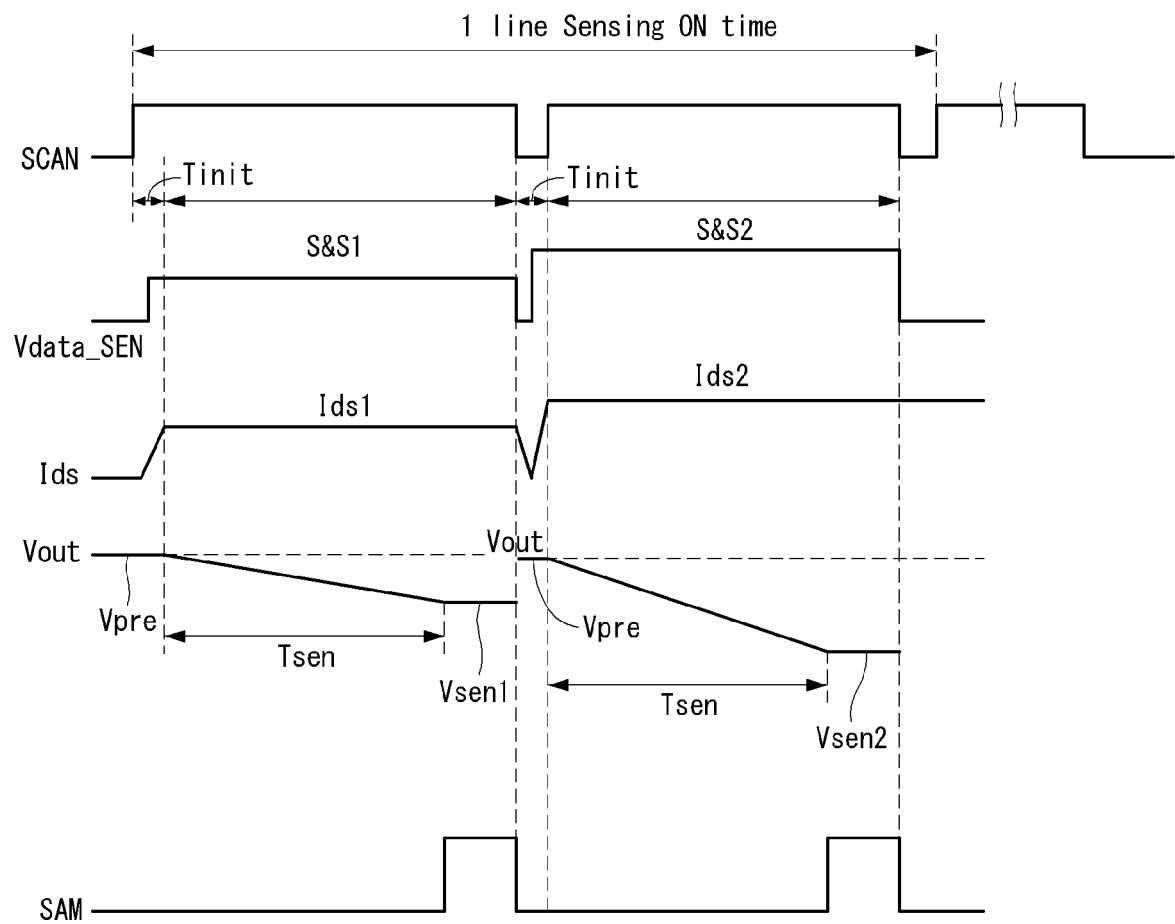 1 line Sensing ON time
SCAN
Tinit
Tinit
S&S1
S&S2
Vdata_SEN
Ids1
Ids2
Ids
Vout
Vout
Vpre
Vpre
Tsen
Vsen1
Tsen
Vsen2
SAM